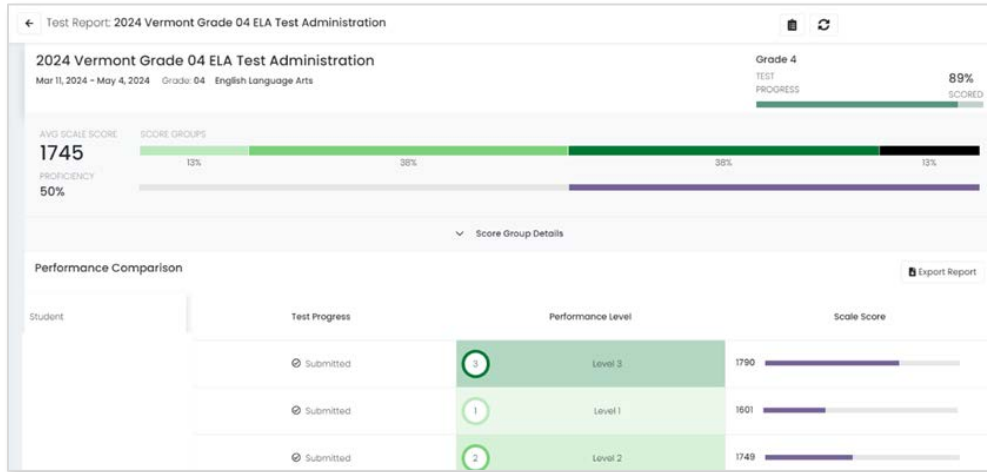 Test Report: 2024 Vermont Grade 04 ELA Test Administration
2024 Vermont Grade 04 ELA Test Administration
Mar 11, 2024 - May 4, 2024 Grade: 04 English Language Arts
Grade 4
TEST PROGRESS
89%
SCORED
AVG SCALE SCORE
1745
PROFICIENCY
50%
SCORE GROUPS
13% 38% 38% 13%
Score Group Details
Performance Comparison
Export Report
Student Test Progress Performance Level Scale Score
Submitted 3 Level 3 1790
Submitted 1 Level 1 1601
Submitted 2 Level 2 1749